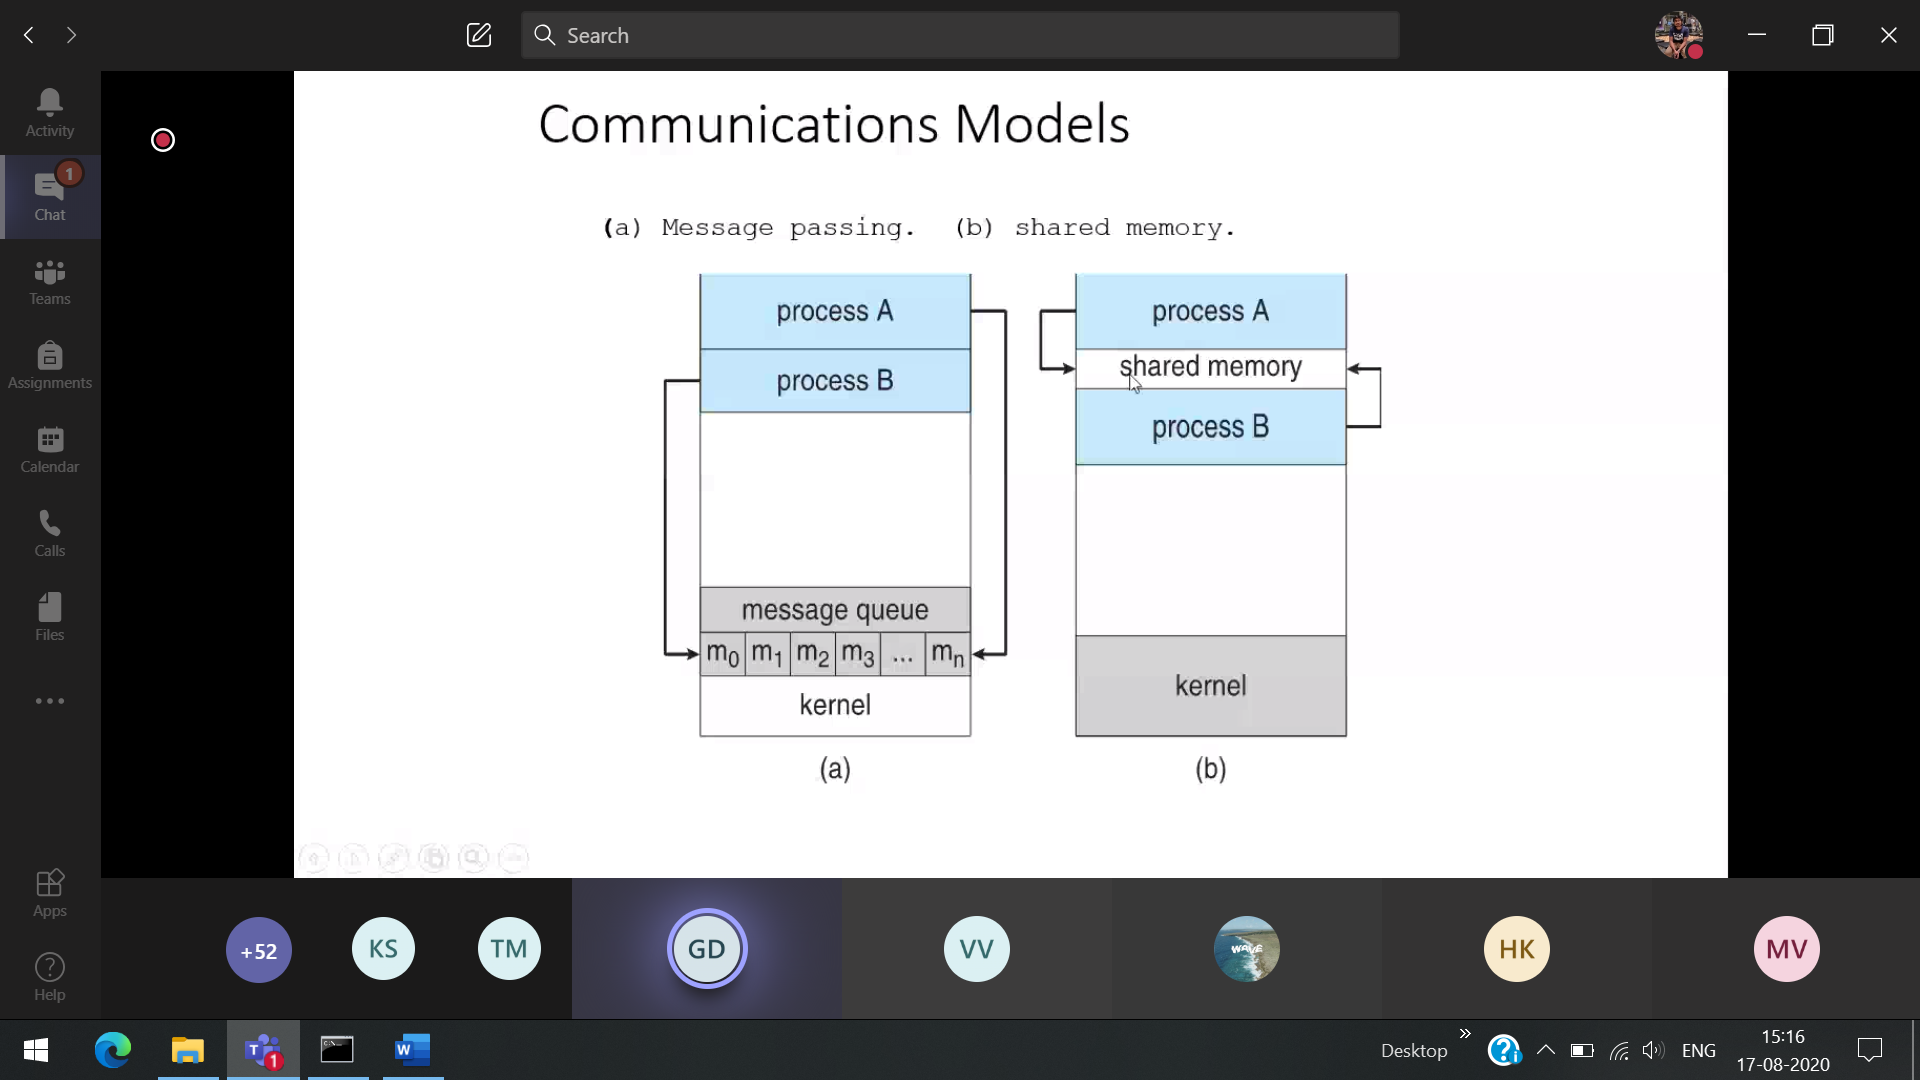 Search
Activity
1
Chat
Teams
Assignments
Calendar
Calls
Files
Apps
Help
Communications Models
(a) Message passing. (b) shared memory.
process A
process B
message queue
m0 m1 m2 m3 ... mn
kernel
(a)
process A
shared memory
process B
kernel
(b)
+52
KS
TM
GD
VV
WAVE
HK
MV
T
1
C:\
W
Desktop
ENG
15:16
17-08-2020